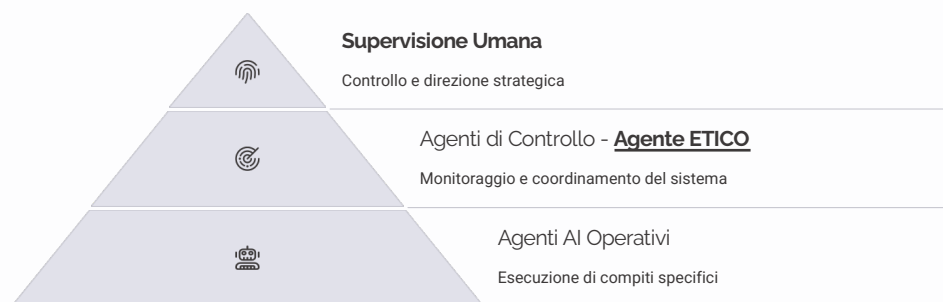 Supervisione Umana
Controllo e direzione strategica
Agenti di Controllo - Agente ETICO
Monitoraggio e coordinamento del sistema
Agenti AI Operativi
Esecuzione di compiti specifici